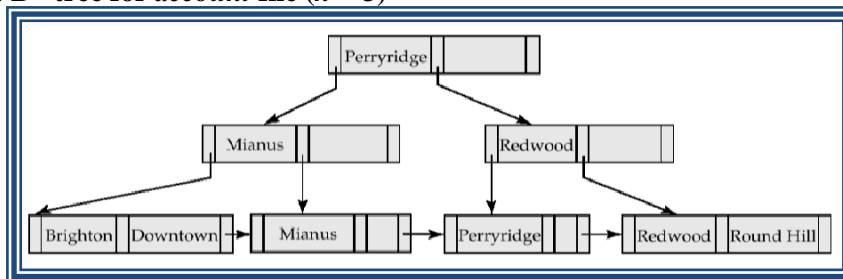 Perryridge
Mianus Redwood
Brighton Downtown Mianus Perryridge Redwood Round Hill